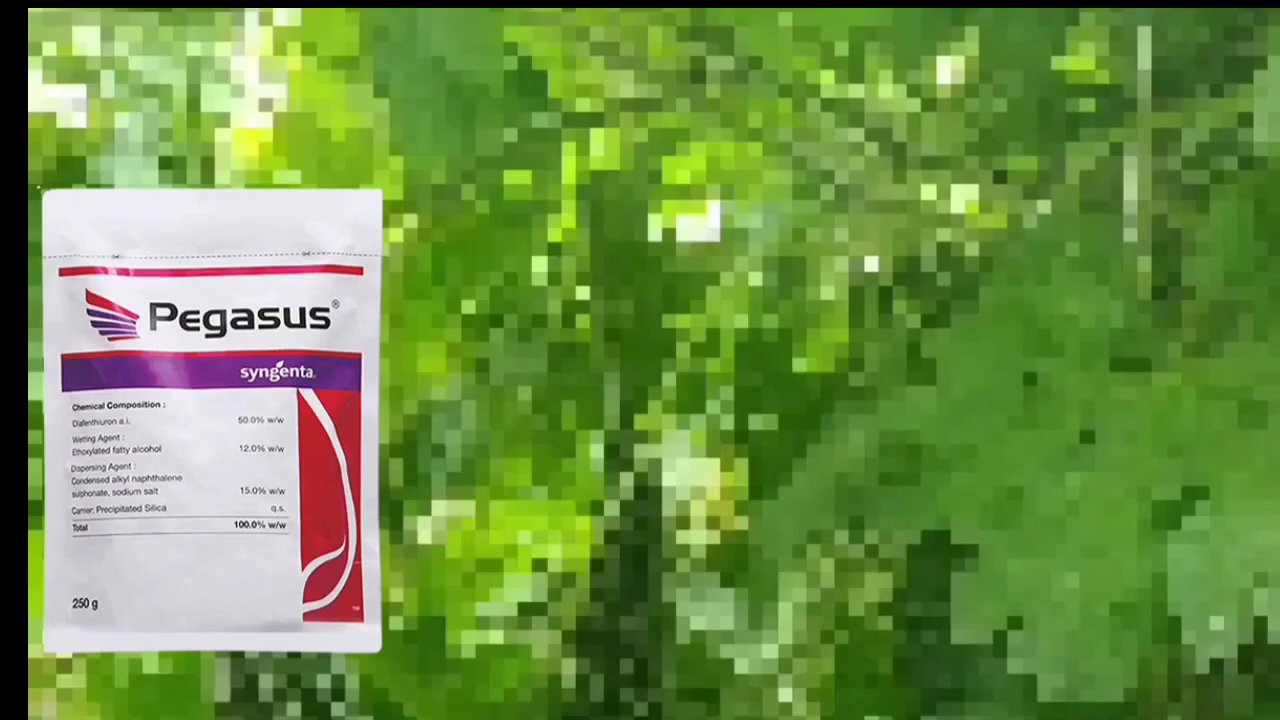 Pegasus®
syngenta.
Chemical Composition :
Diafenthiuron a.i. 50.0% w/w
Wetting Agent :
Ethoxylated fatty alcohol 12.0% w/w
Dispersing Agent :
Condensed alkyl naphthalene
sulphonate, sodium salt 15.0% w/w
Carrier: Precipitated Silica q.s.
Total 100.0% w/w
250 g